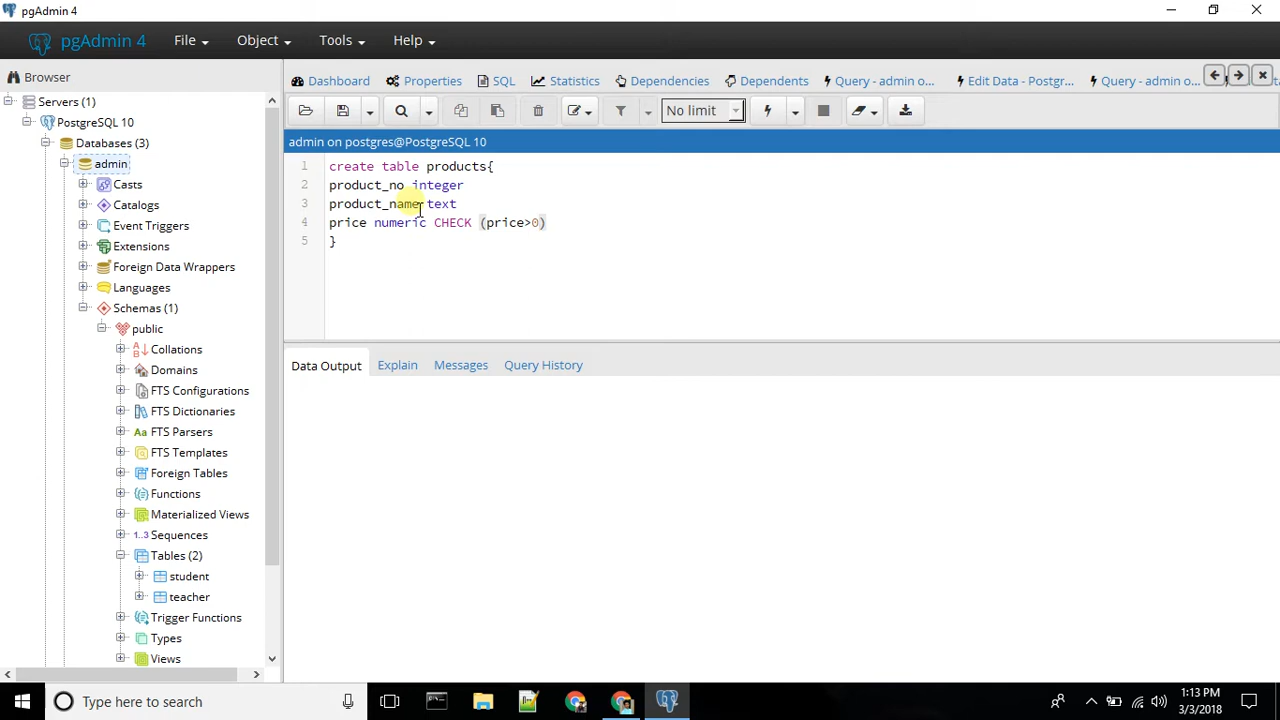 pgAdmin 4
pgAdmin 4 File Object Tools Help
Browser
Dashboard Properties SQL Statistics Dependencies Dependents Query - admin o... Edit Data - Postgr... Query - admin o...
Servers (1)
PostgreSQL 10
Databases (3)
admin
Casts
Catalogs
Event Triggers
Extensions
Foreign Data Wrappers
Languages
Schemas (1)
public
Collations
Domains
FTS Configurations
FTS Dictionaries
FTS Parsers
FTS Templates
Foreign Tables
Functions
Materialized Views
1..3 Sequences
Tables (2)
student
teacher
Trigger Functions
Types
Views
No limit
admin on postgres@PostgreSQL 10
1 create table products{
2 product_no integer
3 product_name text
4 price numeric CHECK (price>0)
5 }
Data Output Explain Messages Query History
Type here to search
1:13 PM
3/3/2018